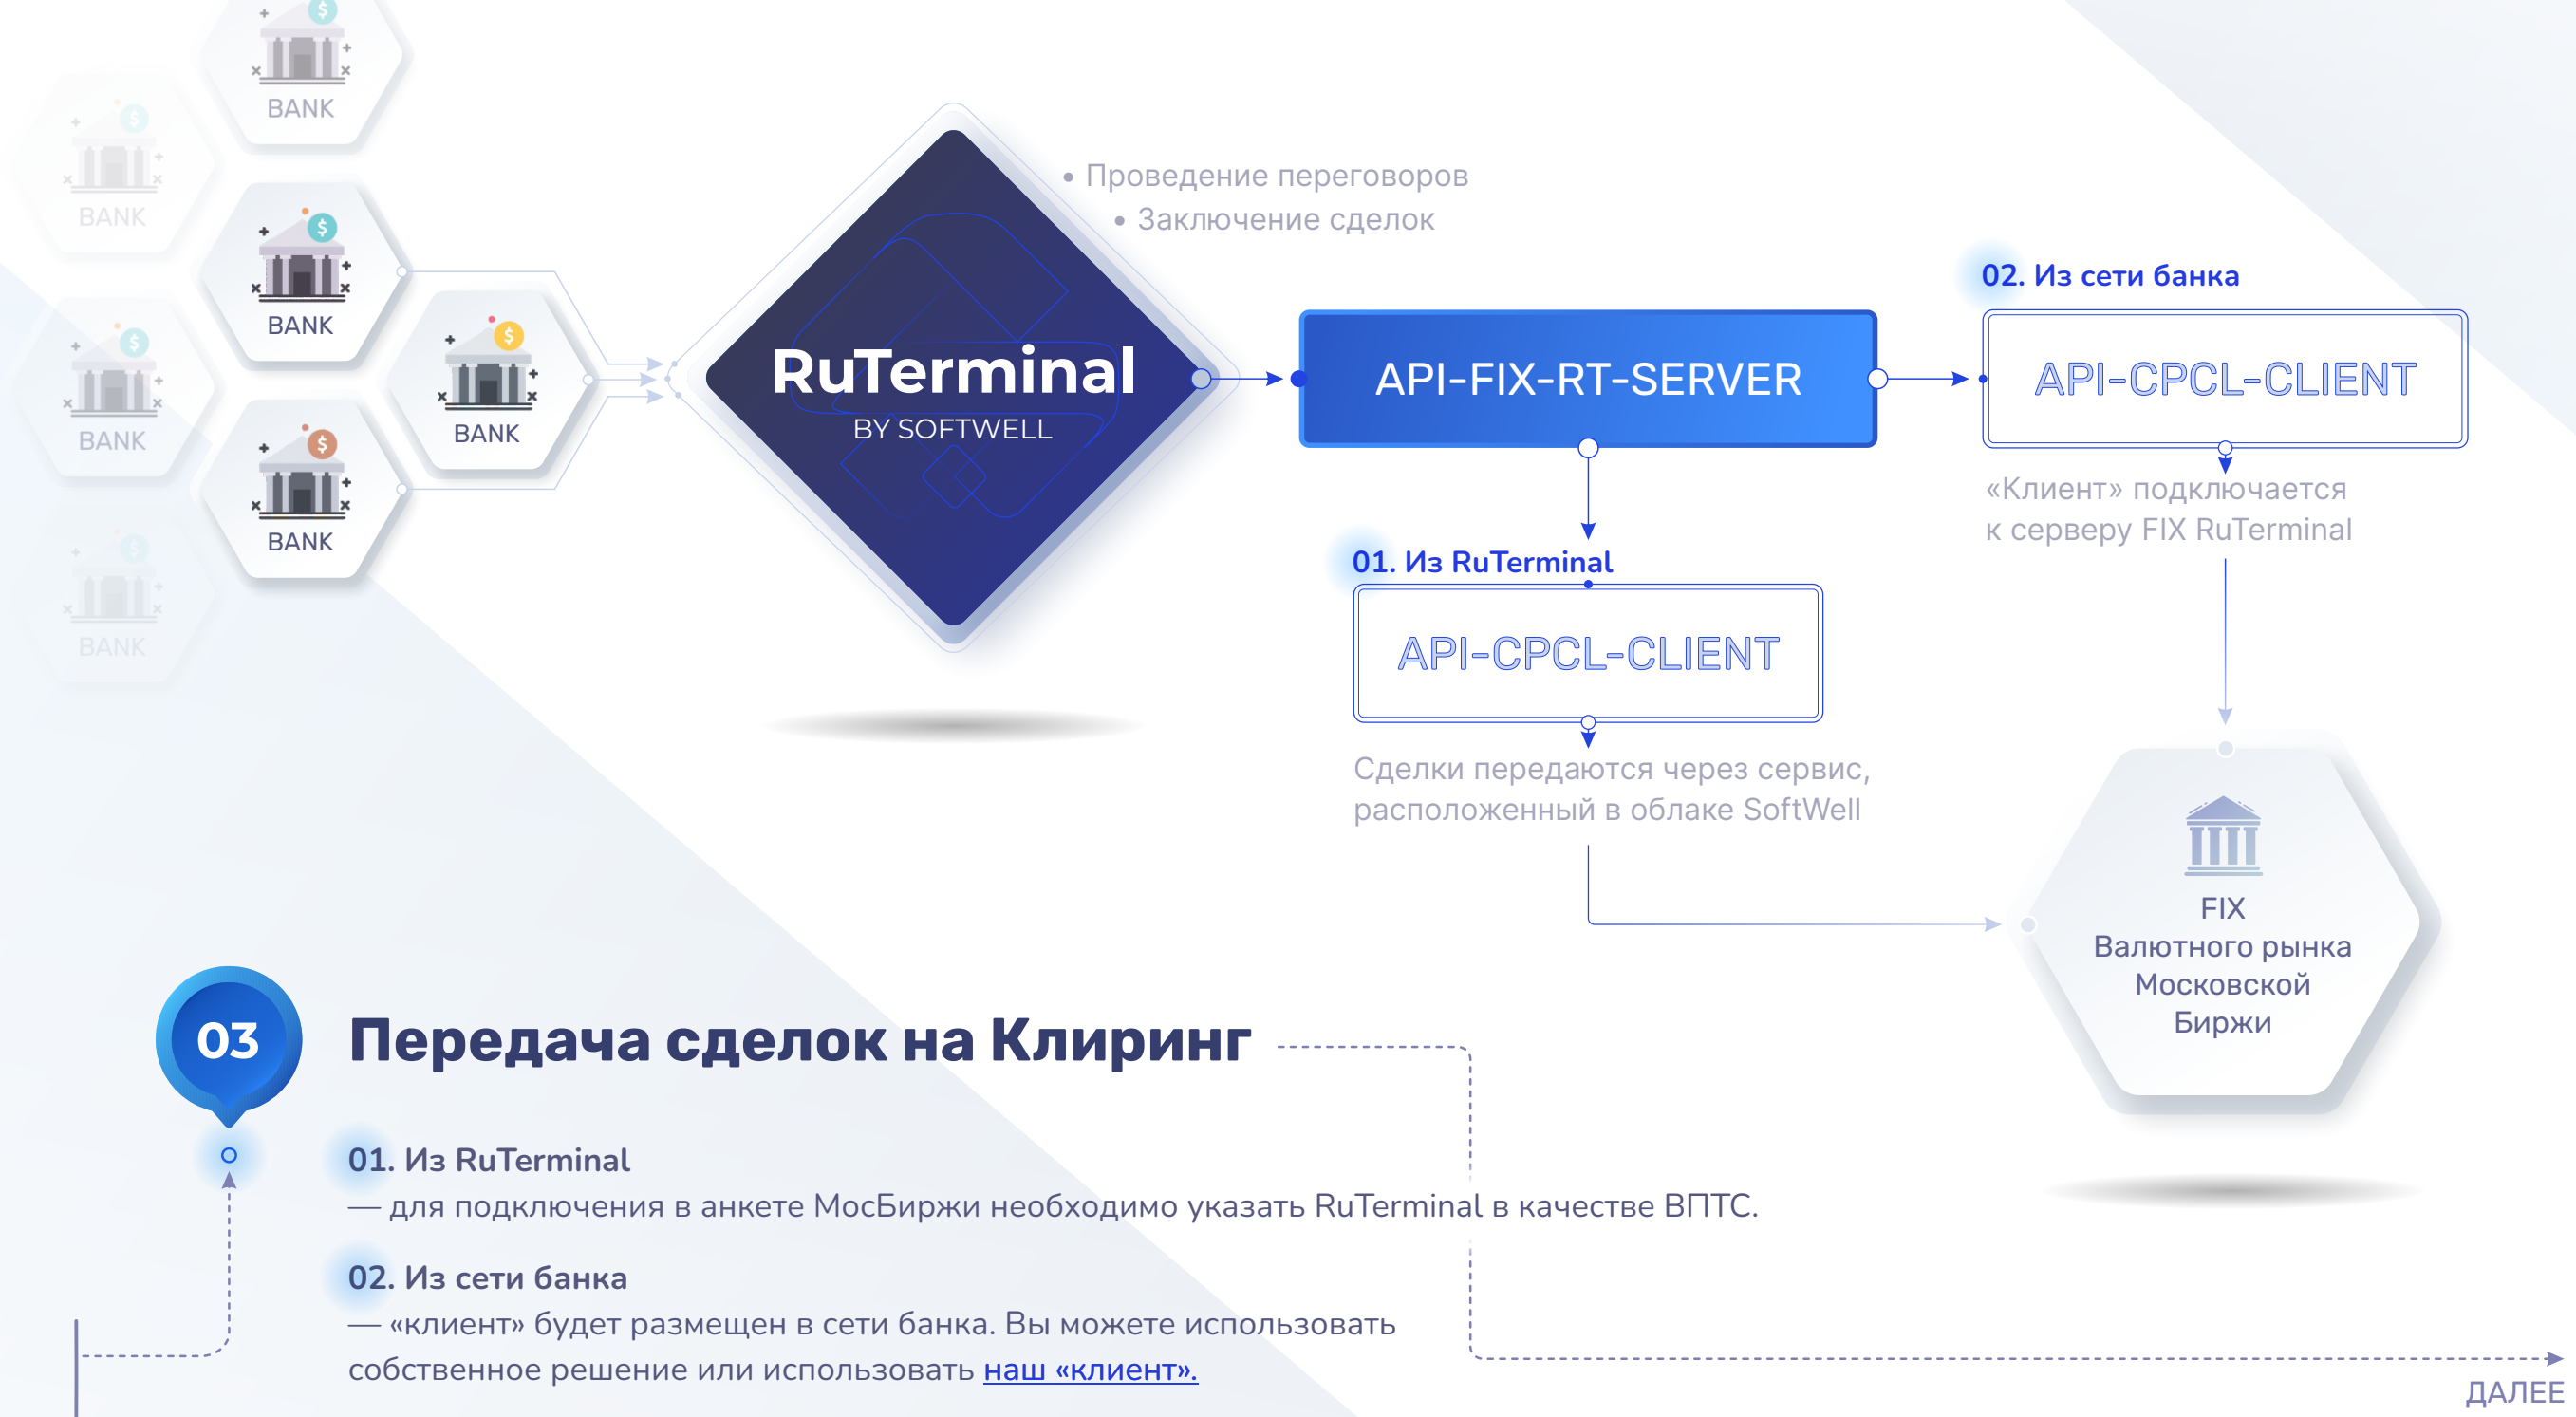 BANK
BANK
BANK
BANK
BANK
BANK
BANK
• Проведение переговоров
• Заключение сделок
RuTerminal
BY SOFTWELL
API-FIX-RT-SERVER
02. Из сети банка
API-CPCL-CLIENT
«Клиент» подключается
к серверу FIX RuTerminal
01. Из RuTerminal
API-CPCL-CLIENT
Сделки передаются через сервис,
расположенный в облаке SoftWell
FIX
Валютного рынка
Московской
Биржи
03
Передача сделок на Клиринг
01. Из RuTerminal
— для подключения в анкете МосБиржи необходимо указать RuTerminal в качестве ВПТС.
02. Из сети банка
— «клиент» будет размещен в сети банка. Вы можете использовать
собственное решение или использовать наш «клиент».
ДАЛЕЕ